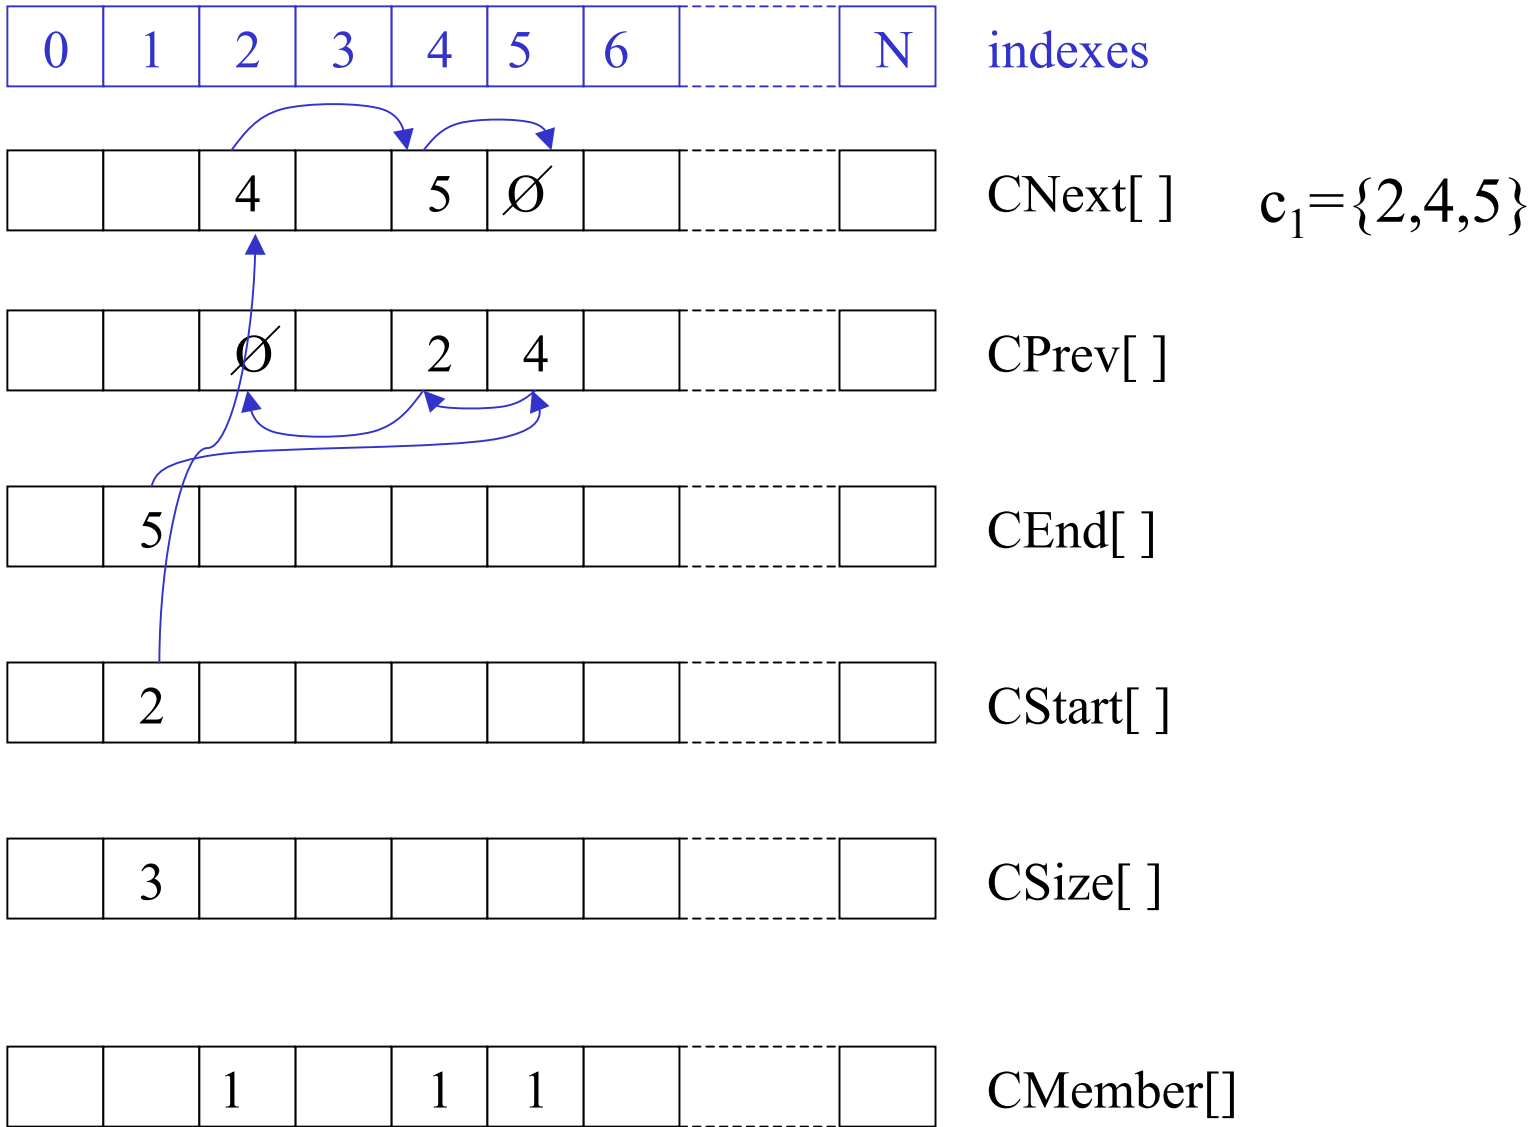 0 1 2 3 4 5 6 N indexes
4 5 Ø CNext[ ] c₁={2,4,5}
Ø 2 4 CPrev[ ]
5 CEnd[ ]
2 CStart[ ]
3 CSize[ ]
1 1 1 CMember[]